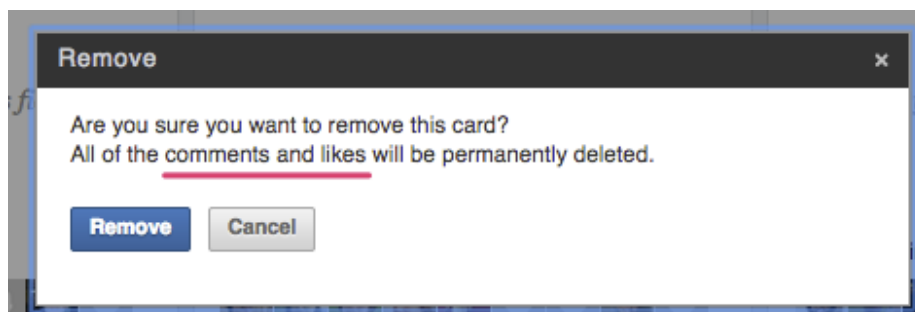 Remove
×
s fi
Are you sure you want to remove this card?
All of the comments and likes will be permanently deleted.
Remove
Cancel